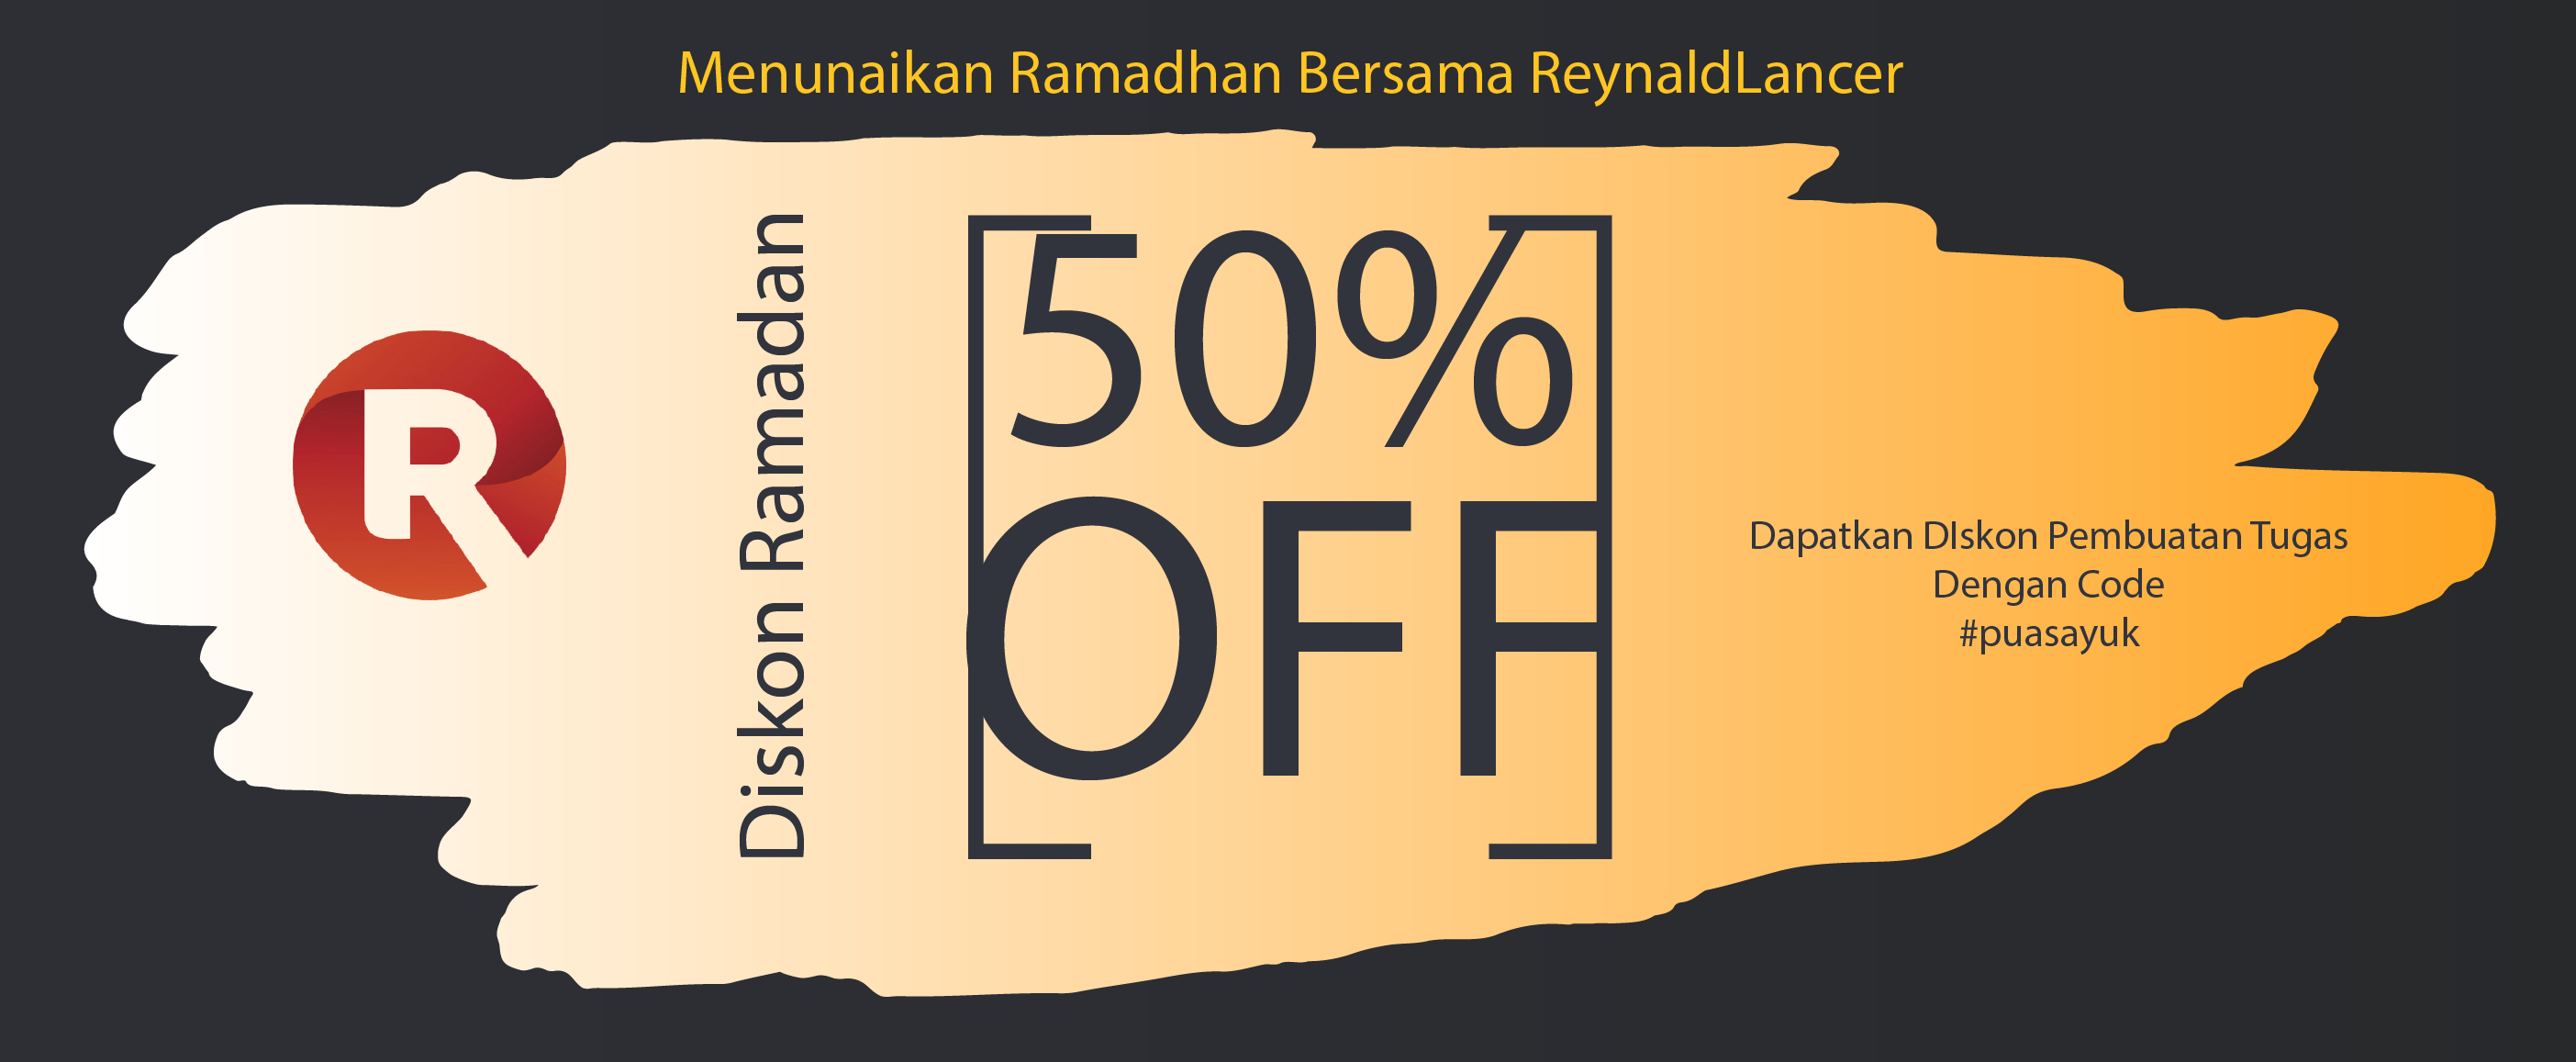 Menunaikan Ramadhan Bersama ReynaldLancer
R
Diskon Ramadan
50%
OFF
Dapatkan DIskon Pembuatan Tugas
Dengan Code
#puasayuk